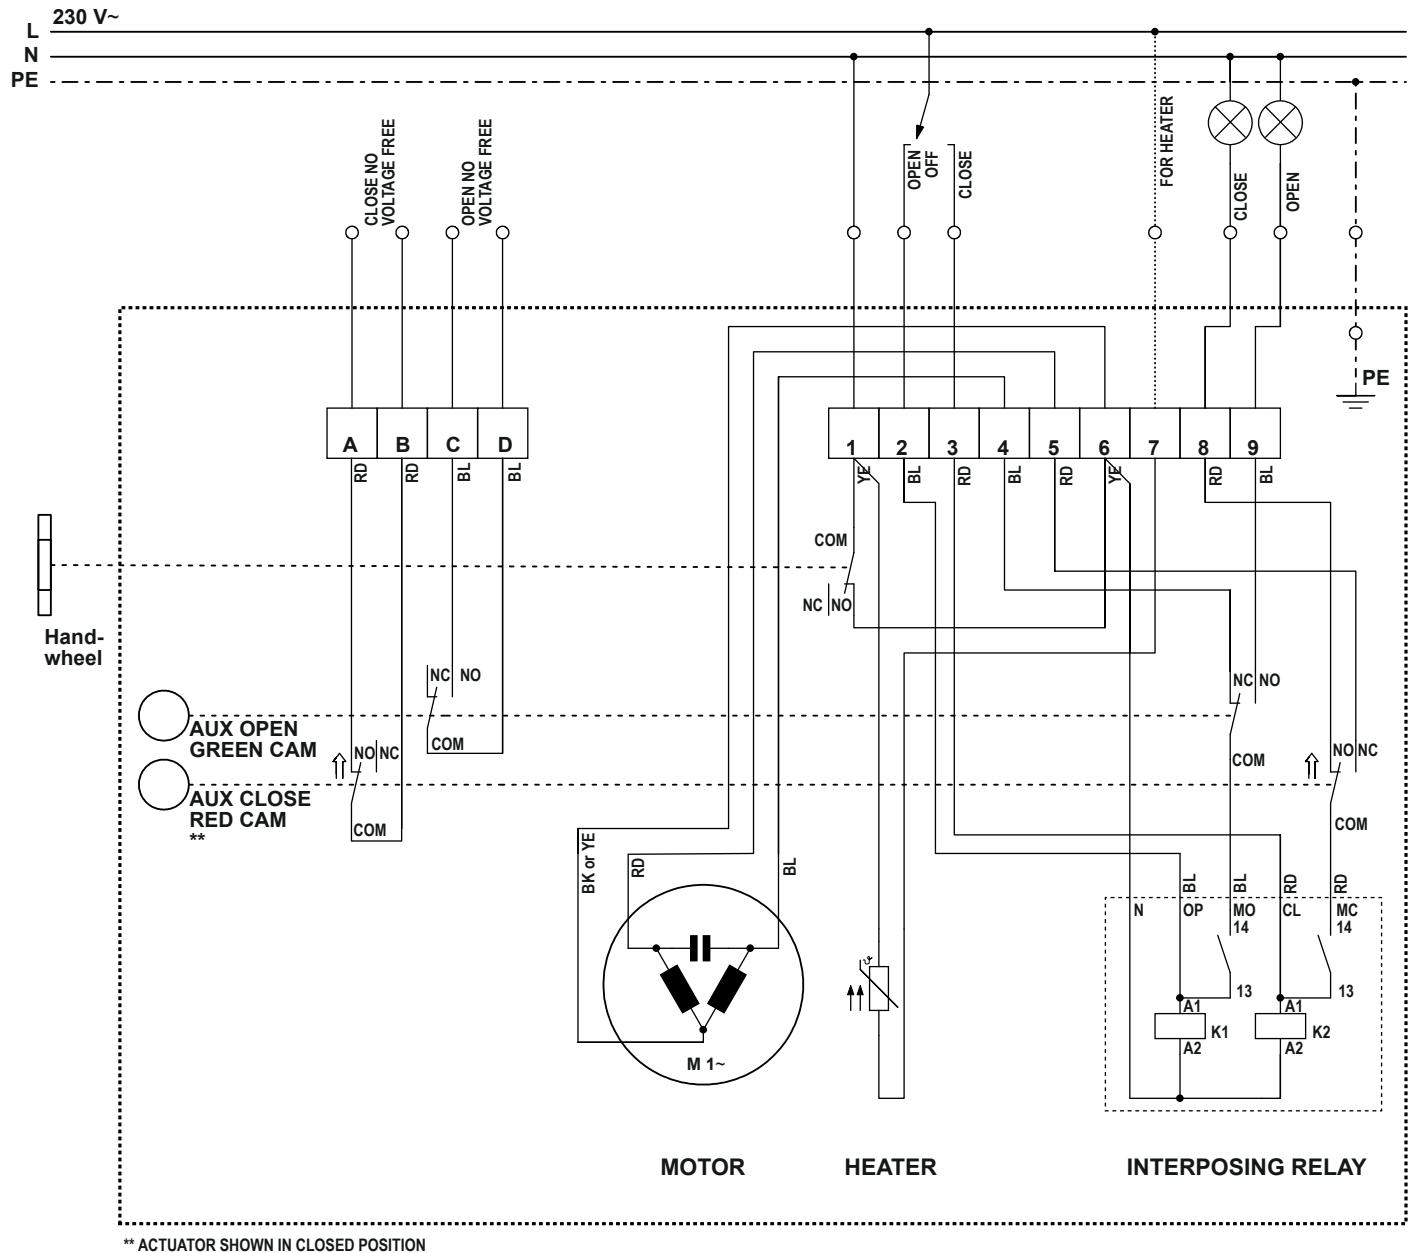 230 V~
L
N
PE
CLOSE NO
VOLTAGE FREE
OPEN NO
VOLTAGE FREE
OPEN
OFF
CLOSE
FOR HEATER
CLOSE
OPEN
PE
A B C D
1 2 3 4 5 6 7 8 9
RD RD BL BL
YE BL RD BL RD YE RD BL
COM
NC NO
Hand-
wheel
NC NO
NC NO
AUX OPEN
GREEN CAM
COM
COM
NO NC
NO NC
AUX CLOSE
RED CAM
**
COM
COM
BK or YE
RD
BL
BL BL RD RD
N OP MO CL MC
14 14
13 13
A1 A1
K1 K2
A2 A2
ϑ
M 1~
MOTOR
HEATER
INTERPOSING RELAY
** ACTUATOR SHOWN IN CLOSED POSITION